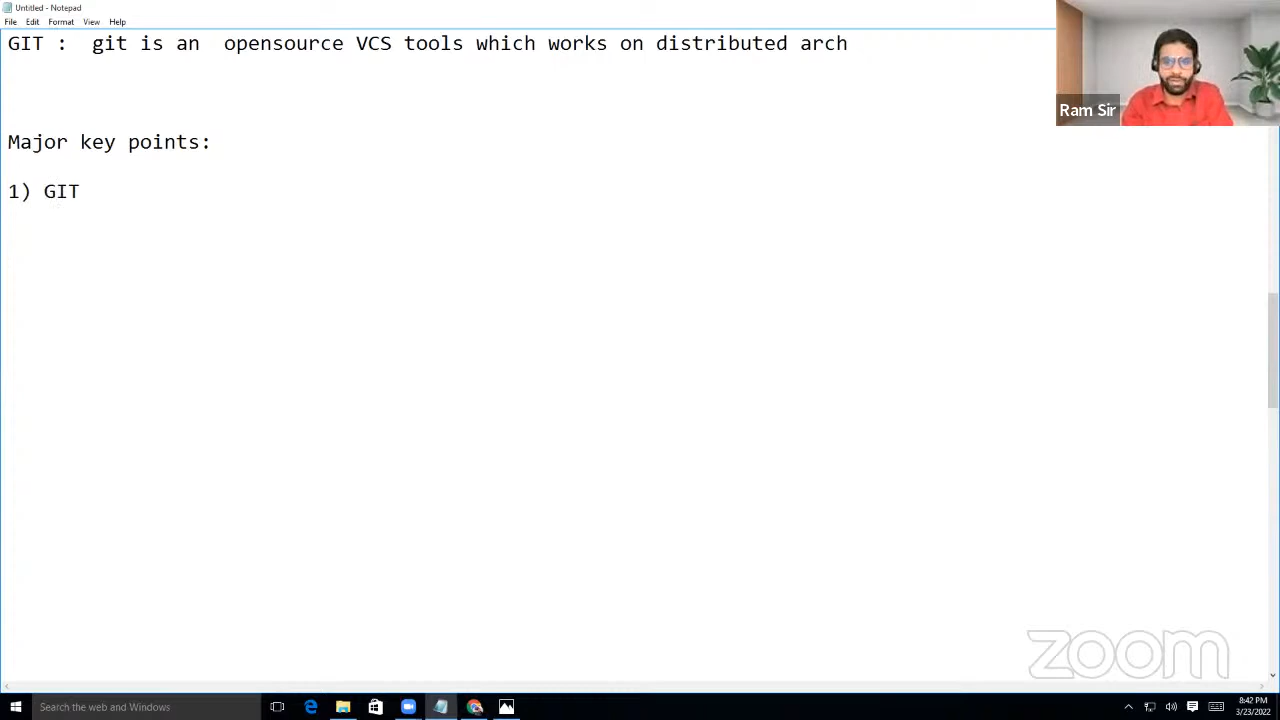 Untitled - Notepad
File Edit Format View Help
GIT :  git is an  opensource VCS tools which works on distributed arch
Ram Sir
Major key points:
1) GIT
zoom
Search the web and Windows
8:42 PM
3/23/2022